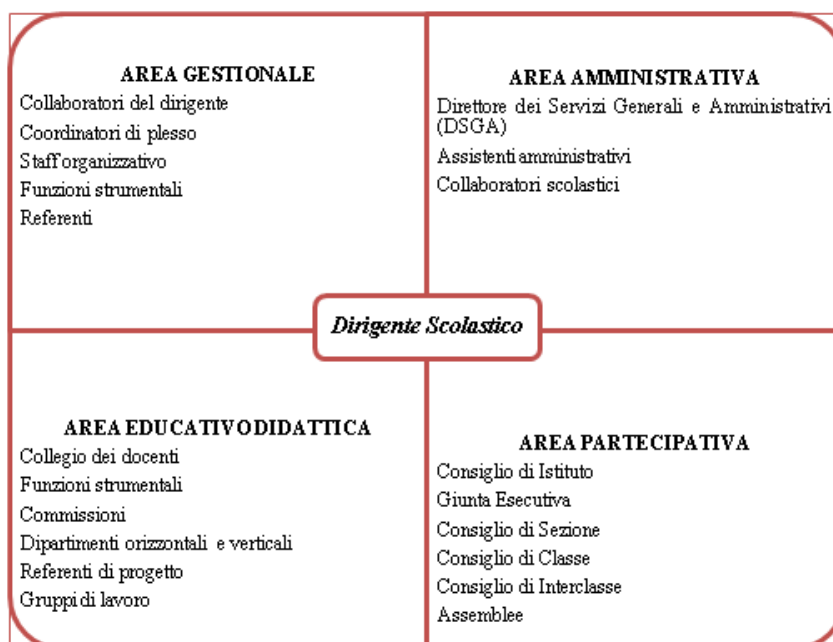 AREA GESTIONALE
Collaboratori del dirigente
Coordinatori di plesso
Staff organizzativo
Funzioni strumentali
Referenti
AREA AMMINISTRATIVA
Direttore dei Servizi Generali e Amministrativi
(DSGA)
Assistenti amministrativi
Collaboratori scolastici
Dirigente Scolastico
AREA EDUCATIVO DIDATTICA
Collegio dei docenti
Funzioni strumentali
Commissioni
Dipartimenti orizzontali e verticali
Referenti di progetto
Gruppi di lavoro
AREA PARTECIPATIVA
Consiglio di Istituto
Giunta Esecutiva
Consiglio di Sezione
Consiglio di Classe
Consiglio di Interclasse
Assemblee